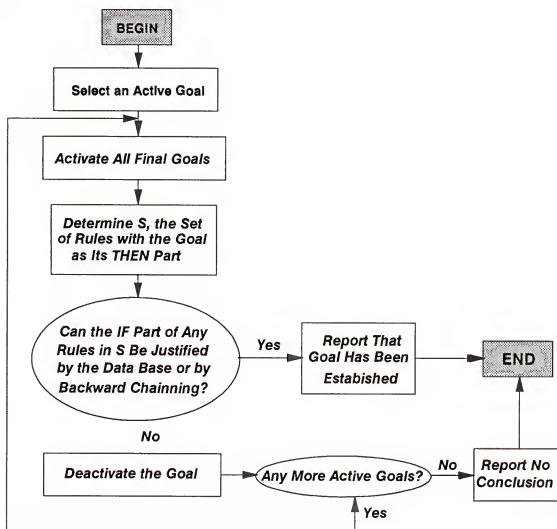 BEGIN
Select an Active Goal
Activate All Final Goals
Determine S, the Set
of Rules with the Goal
as Its THEN Part
Can the IF Part of Any
Rules in S Be Justified
by the Data Base or by
Backward Chainning?
Yes
Report That
Goal Has Been
Estabished
END
No
Deactivate the Goal
Any More Active Goals?
No
Report No
Conclusion
Yes